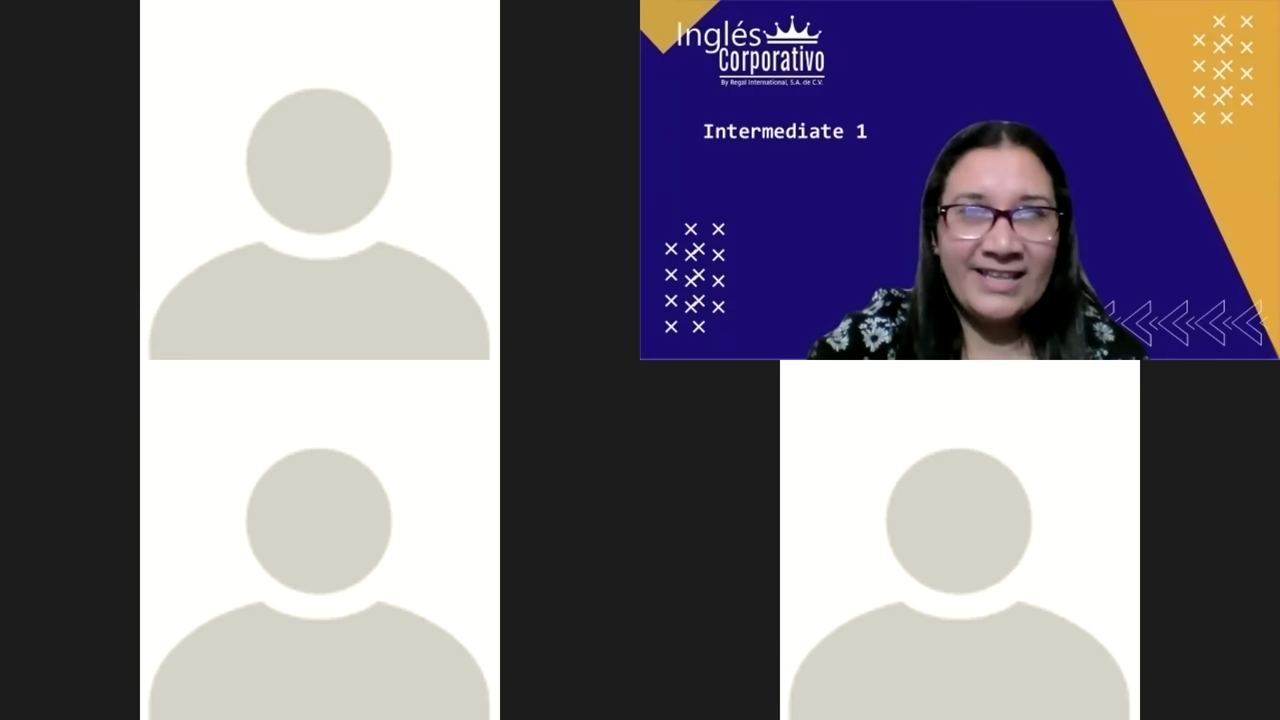 Inglés
Corporativo
By Regal International, S.A. de C.V.
Intermediate 1